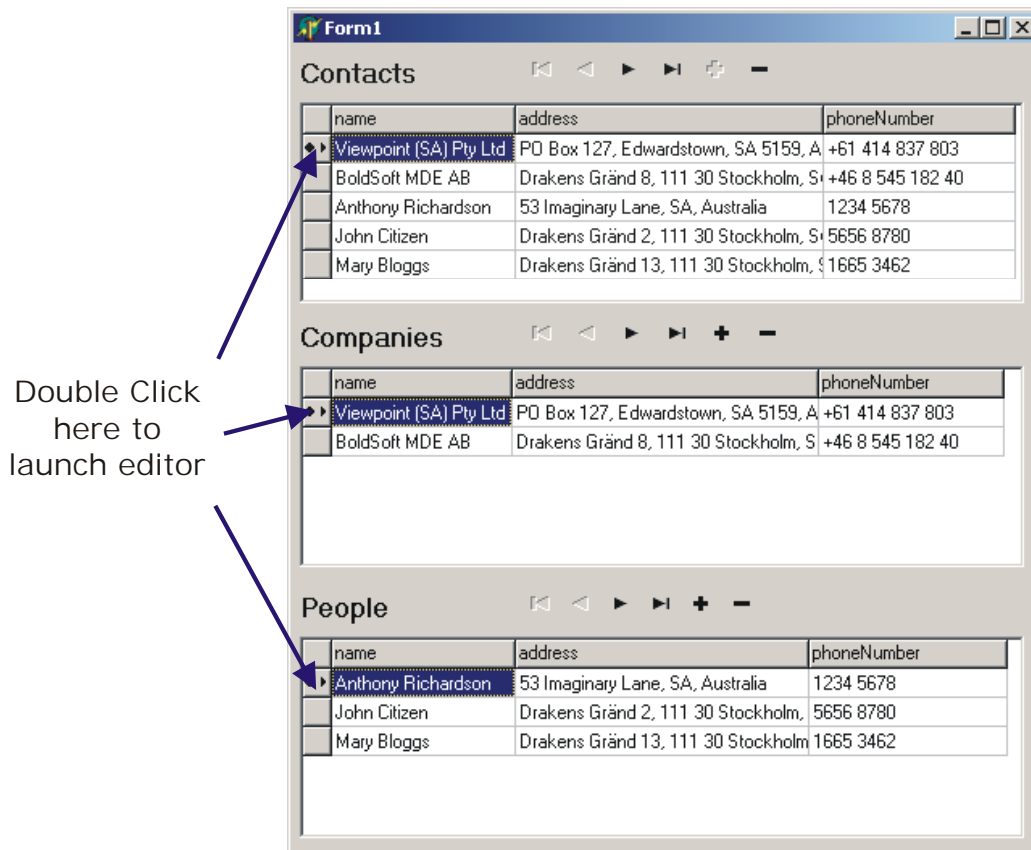 Form1
Contacts
name address phoneNumber
Viewpoint (SA) Pty Ltd PO Box 127, Edwardstown, SA 5159, A +61 414 837 803
BoldSoft MDE AB Drakens Gränd 8, 111 30 Stockholm, S +46 8 545 182 40
Anthony Richardson 53 Imaginary Lane, SA, Australia 1234 5678
John Citizen Drakens Gränd 2, 111 30 Stockholm, S 5656 8780
Mary Bloggs Drakens Gränd 13, 111 30 Stockholm, 1665 3462
Companies
name address phoneNumber
Viewpoint (SA) Pty Ltd PO Box 127, Edwardstown, SA 5159, A +61 414 837 803
BoldSoft MDE AB Drakens Gränd 8, 111 30 Stockholm, S +46 8 545 182 40
Double Click
here to
launch editor
People
name address phoneNumber
Anthony Richardson 53 Imaginary Lane, SA, Australia 1234 5678
John Citizen Drakens Gränd 2, 111 30 Stockholm, 5656 8780
Mary Bloggs Drakens Gränd 13, 111 30 Stockholm 1665 3462